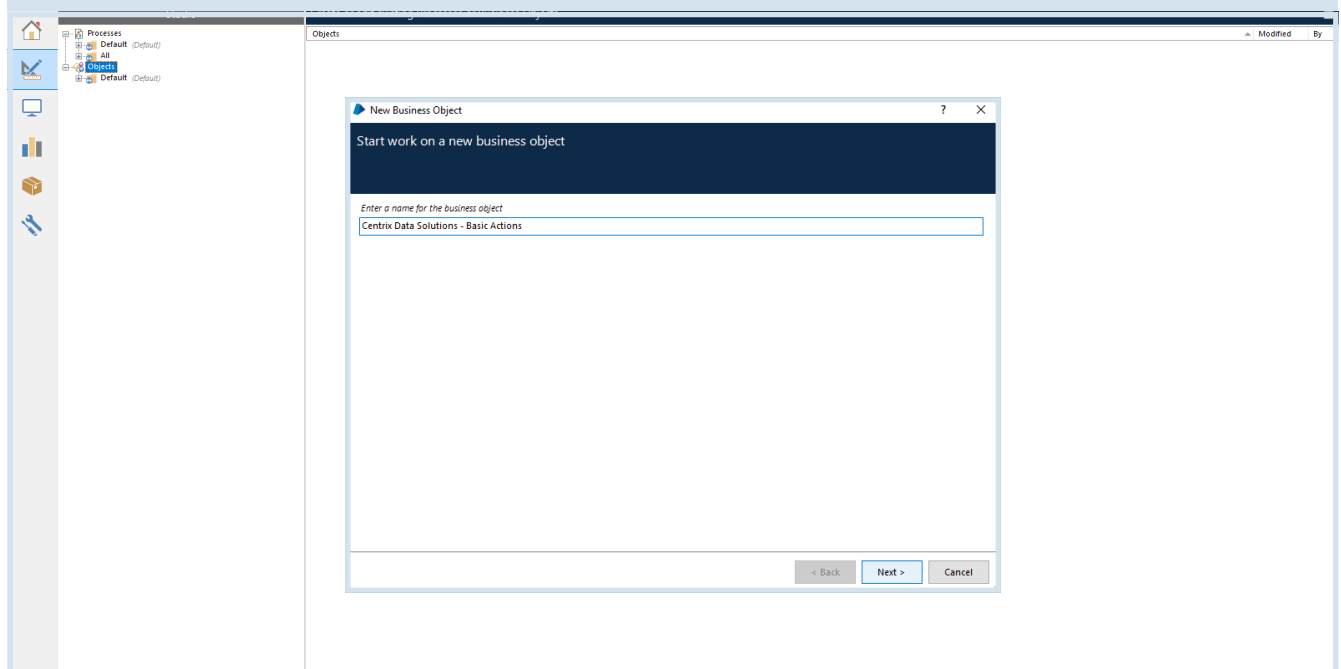 Processes
Default (Default)
All
Objects
Default (Default)
Objects Modified By
New Business Object ?
Start work on a new business object
Enter a name for the business object
Centrix Data Solutions - Basic Actions
< Back Next > Cancel